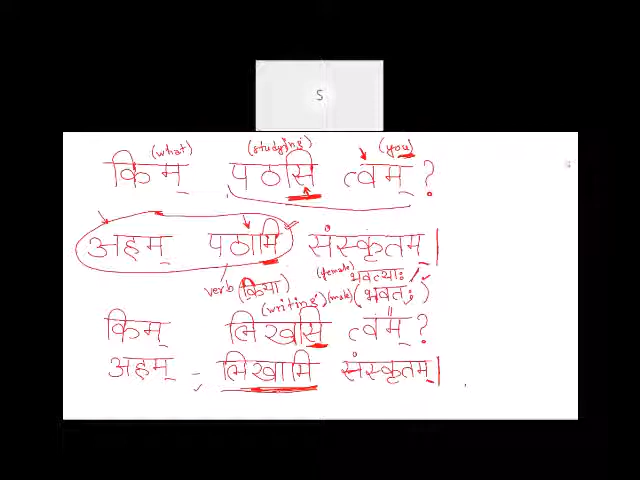 S
(what) (studying) (you)
किम् पठसि त्वम् ?
अहम् पठामि संस्कृतम् |
(female) भवत्याः
verb (क्रिया) (male) (भवतः)
(writing)
किम् लिखसि त्वम् ?
अहम् लिखामि संस्कृतम् |